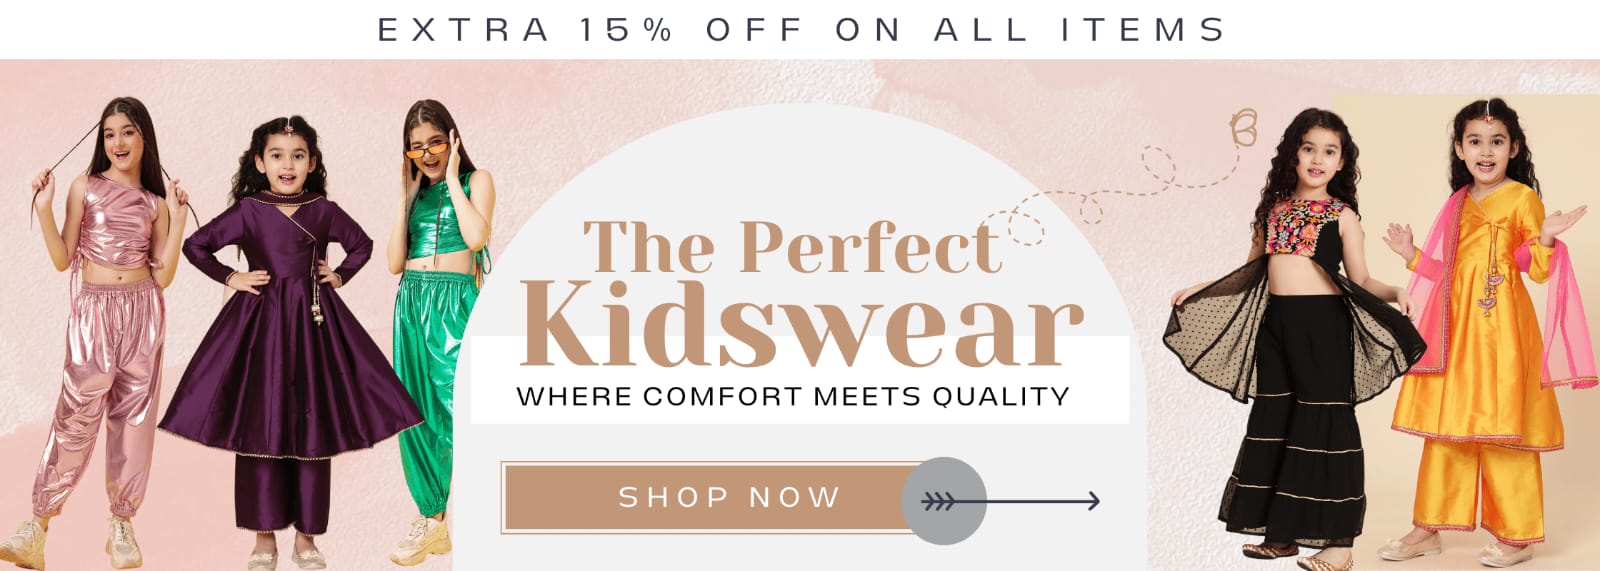 EXTRA 15% OFF ON ALL ITEMS
The Perfect
Kidswear
WHERE COMFORT MEETS QUALITY
SHOP NOW